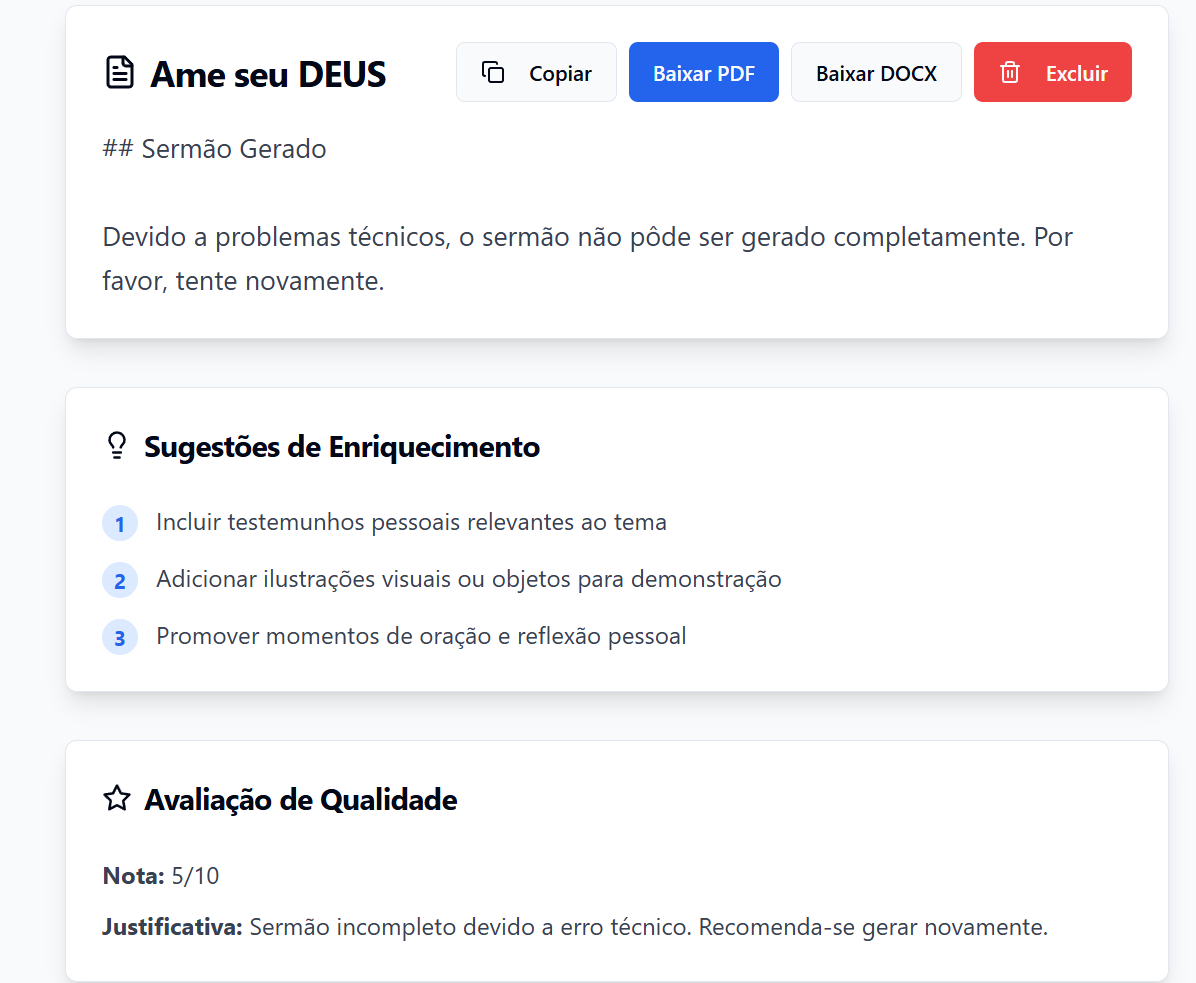 Ame seu DEUS
Copiar
Baixar PDF
Baixar DOCX
Excluir
## Sermão Gerado
Devido a problemas técnicos, o sermão não pôde ser gerado completamente. Por
favor, tente novamente.
Sugestões de Enriquecimento
1 Incluir testemunhos pessoais relevantes ao tema
2 Adicionar ilustrações visuais ou objetos para demonstração
3 Promover momentos de oração e reflexão pessoal
Avaliação de Qualidade
Nota: 5/10
Justificativa: Sermão incompleto devido a erro técnico. Recomenda-se gerar novamente.